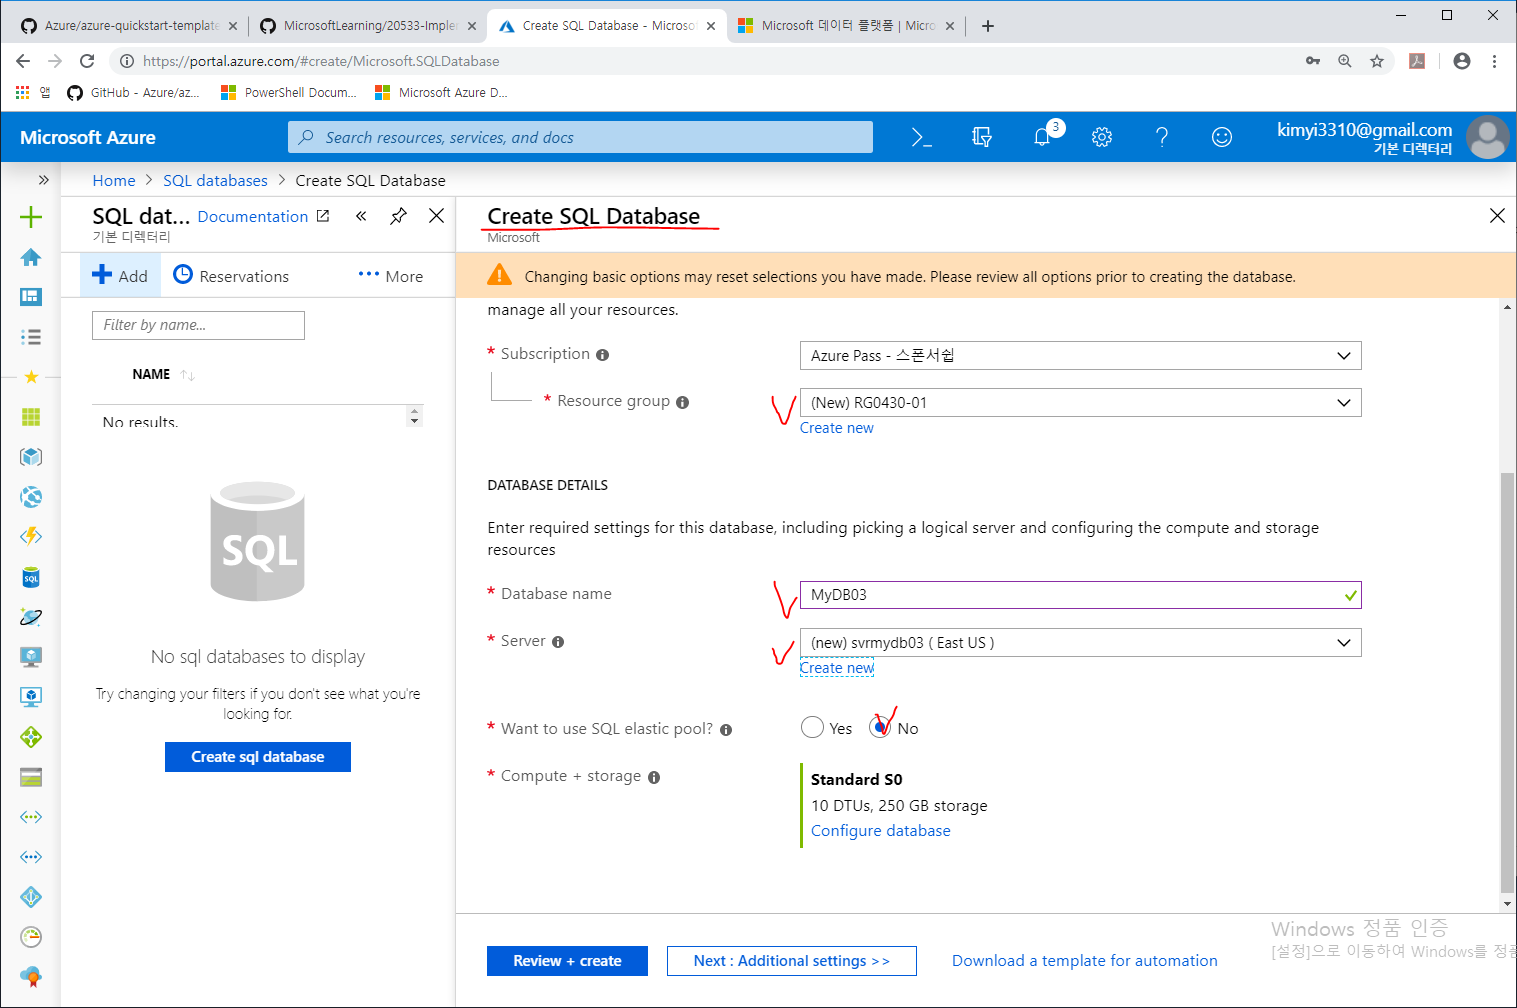 Azure/azure-quickstart-template
MicrosoftLearning/20533-Implem
Create SQL Database - Microso
Microsoft 데이터 플랫폼 | Micro
https://portal.azure.com/#create/Microsoft.SQLDatabase
앱
GitHub - Azure/az...
PowerShell Docum...
Microsoft Azure D...
Microsoft Azure
Search resources, services, and docs
3
kimyi3310@gmail.com
기본 디렉터리
Home > SQL databases > Create SQL Database
SQL dat... Documentation
기본 디렉터리
Create SQL Database
Microsoft
Add Reservations ••• More
Changing basic options may reset selections you have made. Please review all options prior to creating the database.
Filter by name...
NAME
No results.
SQL
No sql databases to display
Try changing your filters if you don't see what you're
looking for.
Create sql database
manage all your resources.
* Subscription
Azure Pass - 스폰서쉽
* Resource group
(New) RG0430-01
Create new
DATABASE DETAILS
Enter required settings for this database, including picking a logical server and configuring the compute and storage
resources
* Database name
MyDB03
* Server
(new) svrmydb03 ( East US )
Create new
* Want to use SQL elastic pool?
Yes No
* Compute + storage
Standard S0
10 DTUs, 250 GB storage
Configure database
Review + create
Next : Additional settings >>
Download a template for automation
Windows 정품 인증
[설정]으로 이동하여 Windows를 정품
SQL